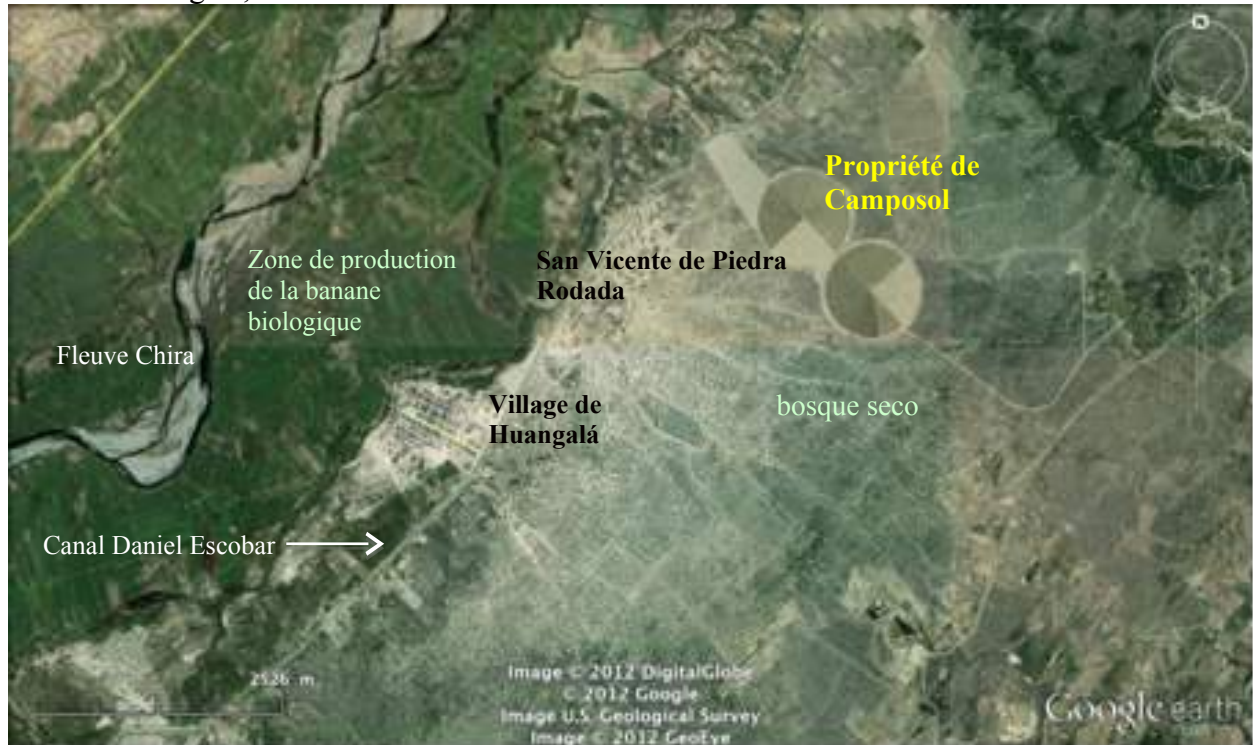 Propriété de
Camposol
Zone de production
de la banane
biologique
San Vicente de Piedra
Rodada
Fleuve Chira
Village de
Huangalá
bosque seco
Canal Daniel Escobar
2526 m
Image © 2012 DigitalGlobe
© 2012 Google
Image U.S. Geological Survey
Image © 2012 GeoEye
Google earth